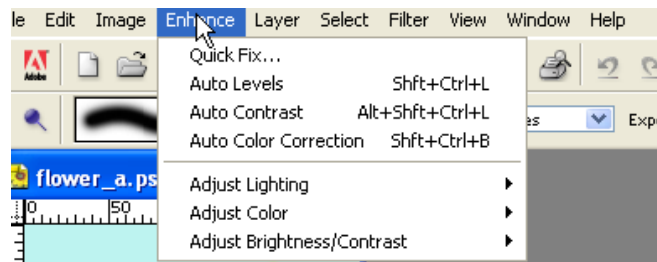 le Edit Image Enhance Layer Select Filter View Window Help
Adobe
Quick Fix...
Auto Levels Shft+Ctrl+L
Auto Contrast Alt+Shft+Ctrl+L
Auto Color Correction Shft+Ctrl+B
Adjust Lighting
Adjust Color
Adjust Brightness/Contrast
es Exp
flower_a.ps
0 50